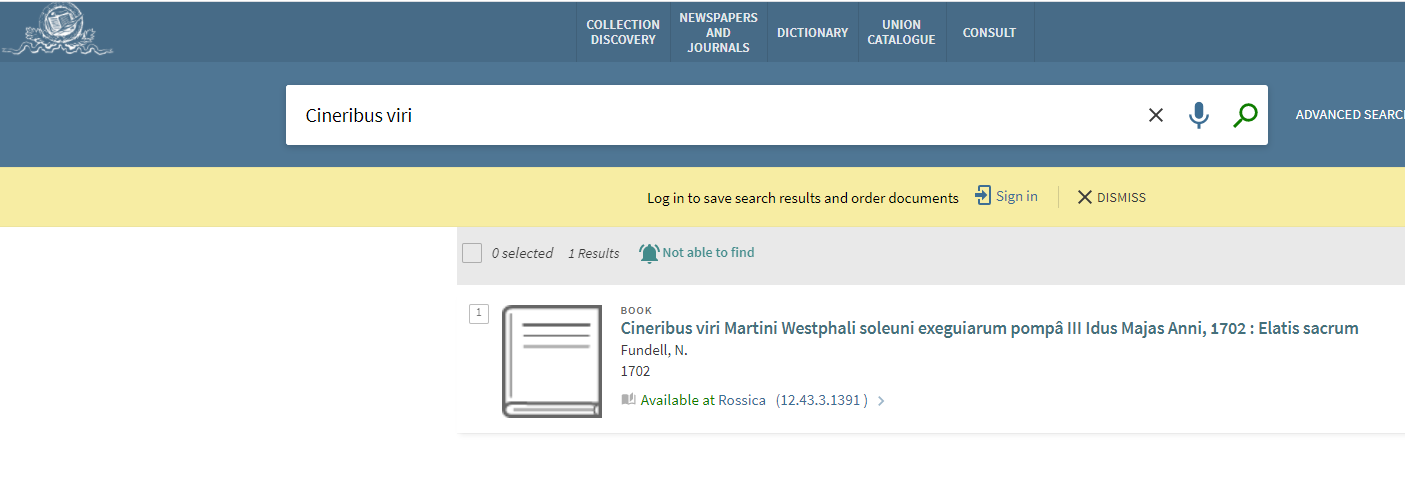 COLLECTION
DISCOVERY
NEWSPAPERS
AND
JOURNALS
DICTIONARY
UNION
CATALOGUE
CONSULT
Cineribus viri
ADVANCED SEARC
Log in to save search results and order documents
Sign in
DISMISS
0 selected
1 Results
Not able to find
1
BOOK
Cineribus viri Martini Westphali soleuni exeguiarum pompâ III Idus Majas Anni, 1702 : Elatis sacrum
Fundell, N.
1702
Available at Rossica (12.43.3.1391 )